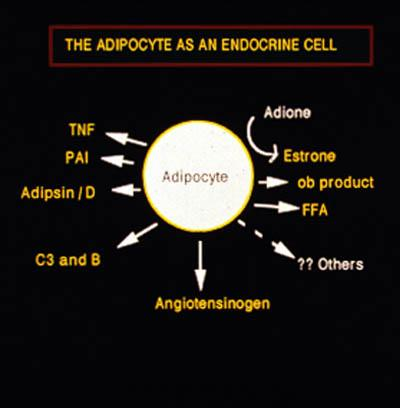 THE ADIPOCYTE AS AN ENDOCRINE CELL
Adione
TNF
Estrone
PAI
Adipocyte
ob product
Adipsin / D
FFA
C3 and B
?? Others
Angiotensinogen